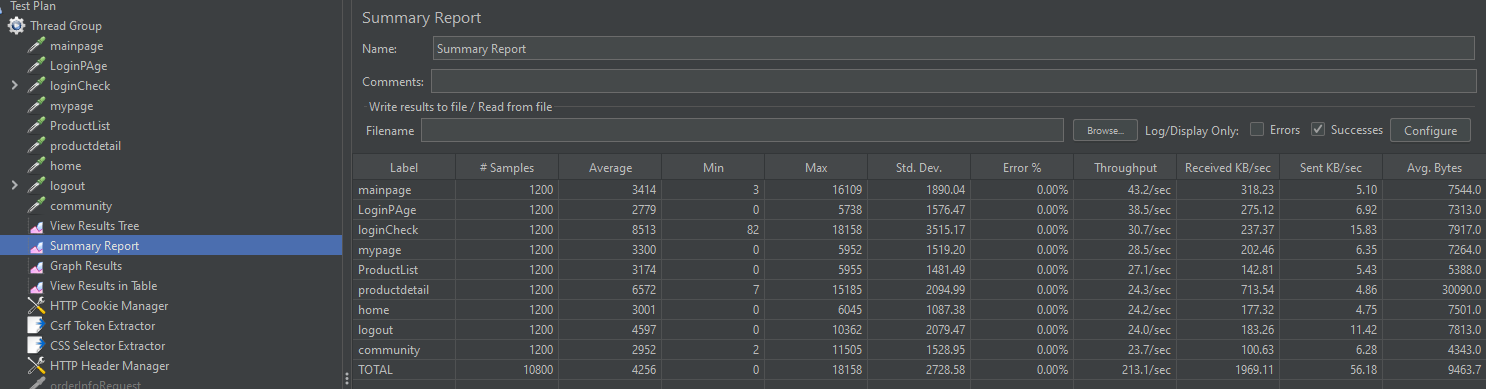 Test Plan
Thread Group
mainpage
LoginPAge
loginCheck
mypage
ProductList
productdetail
home
logout
community
View Results Tree
Summary Report
Graph Results
View Results in Table
HTTP Cookie Manager
Csrf Token Extractor
CSS Selector Extractor
HTTP Header Manager
orderInfoRequest
Summary Report
Name: Summary Report
Comments:
Write results to file / Read from file
Filename Browse... Log/Display Only: Errors Successes Configure
Label # Samples Average Min Max Std. Dev. Error % Throughput Received KB/sec Sent KB/sec Avg. Bytes
mainpage 1200 3414 3 16109 1890.04 0.00% 43.2/sec 318.23 5.10 7544.0
LoginPAge 1200 2779 0 5738 1576.47 0.00% 38.5/sec 275.12 6.92 7313.0
loginCheck 1200 8513 82 18158 3515.17 0.00% 30.7/sec 237.37 15.83 7917.0
mypage 1200 3300 0 5952 1519.20 0.00% 28.5/sec 202.46 6.35 7264.0
ProductList 1200 3174 0 5955 1481.49 0.00% 27.1/sec 142.81 5.43 5388.0
productdetail 1200 6572 7 15185 2094.99 0.00% 24.3/sec 713.54 4.86 30090.0
home 1200 3001 0 6045 1087.38 0.00% 24.2/sec 177.32 4.75 7501.0
logout 1200 4597 0 10362 2079.47 0.00% 24.0/sec 183.26 11.42 7813.0
community 1200 2952 2 11505 1528.95 0.00% 23.7/sec 100.63 6.28 4343.0
TOTAL 10800 4256 0 18158 2728.58 0.00% 213.1/sec 1969.11 56.18 9463.7